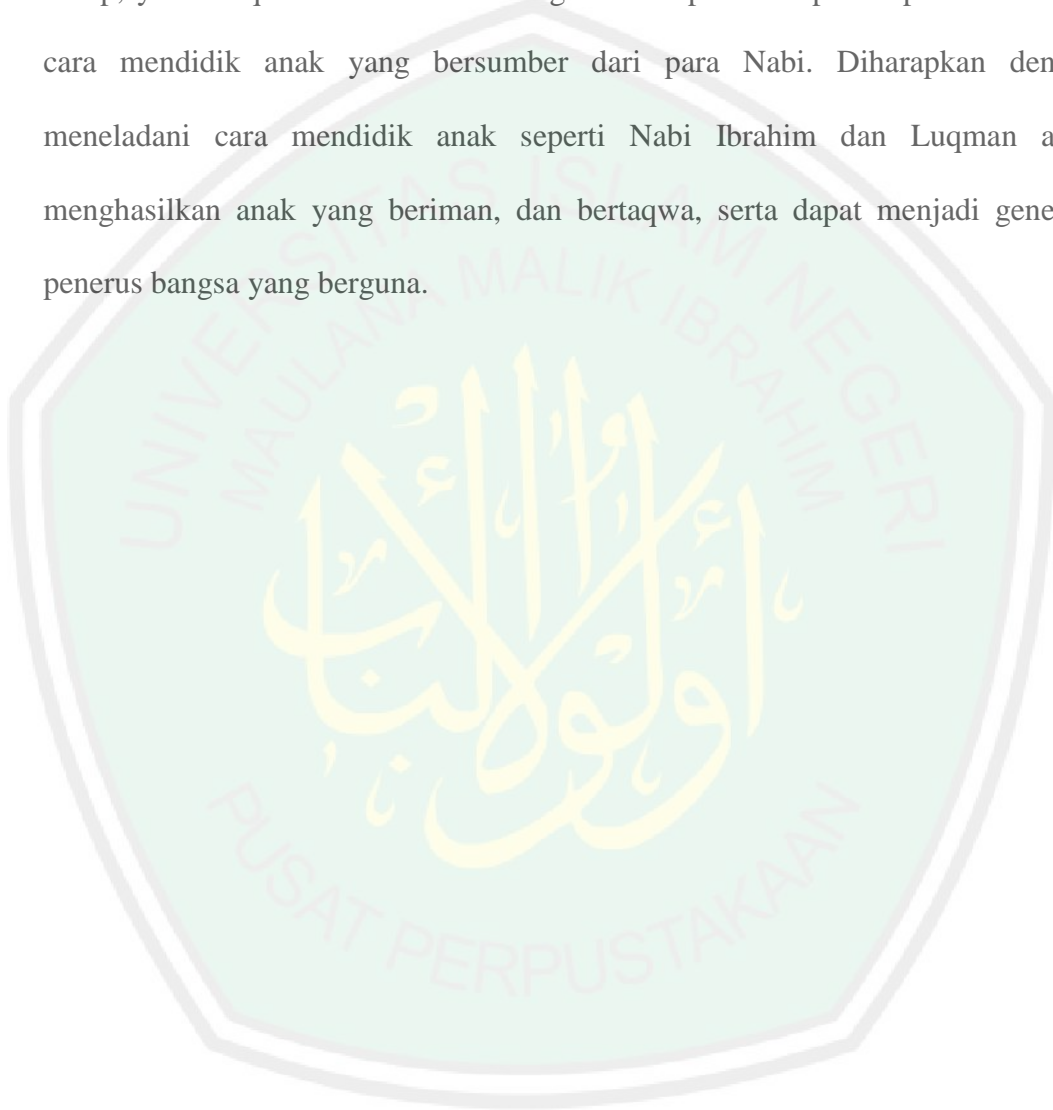 cara mendidik anak yang bersumber dari para Nabi. Diharapkan den
meneladani cara mendidik anak seperti Nabi Ibrahim dan Luqman a
menghasilkan anak yang beriman, dan bertaqwa, serta dapat menjadi gene
penerus bangsa yang berguna.
UNIVERSITAS ISLAM NEGERI
MAULANA MALIK IBRAHIM
أولوا الألباب
PUSAT PERPUSTAKAAN